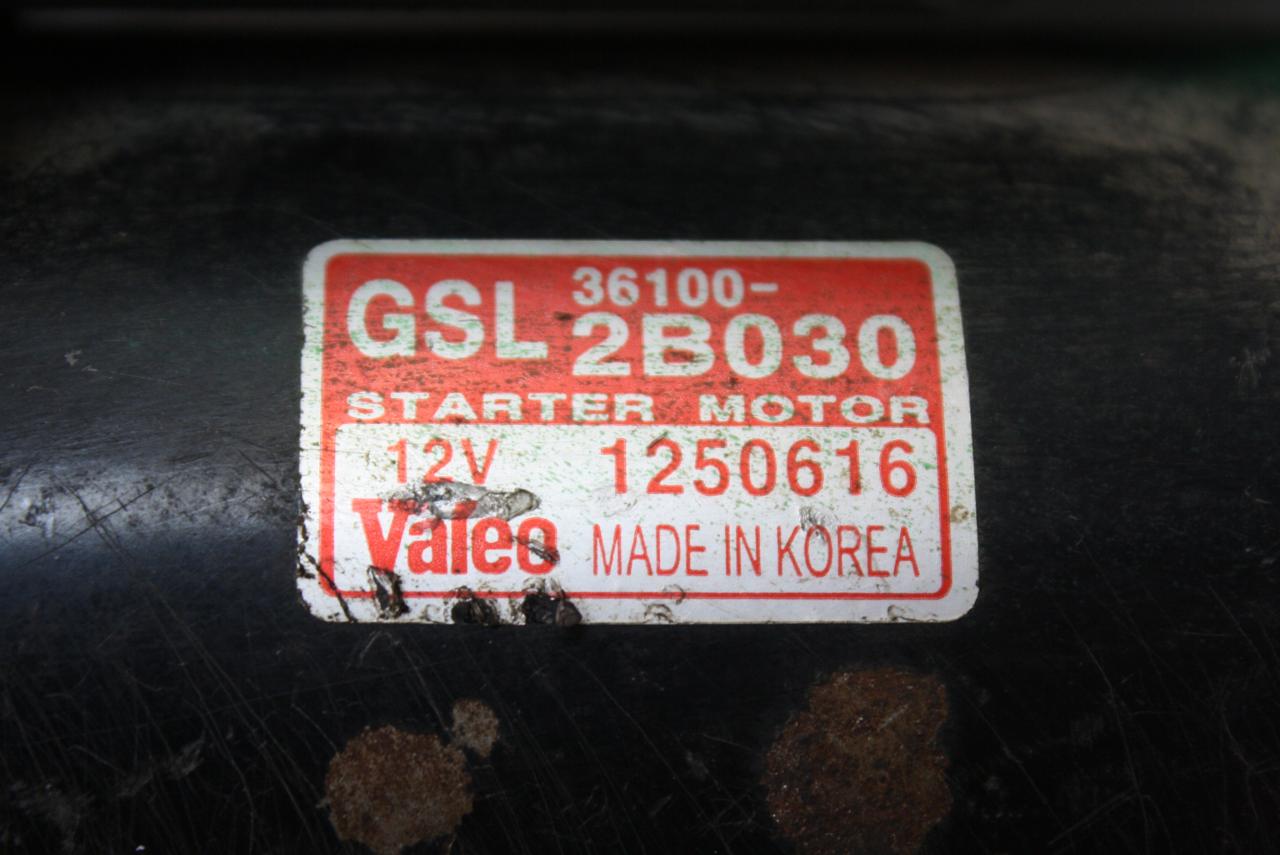 GSL 36100-
2B030
STARTER MOTOR
12V 1250616
Valeo MADE IN KOREA